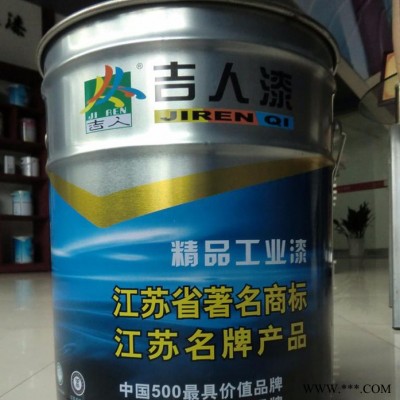 吉人漆
JI REN
吉人
JIREN QI
精品工业漆
江苏省著名商标
江苏名牌产品
中国500最具价值品牌
www.***.com